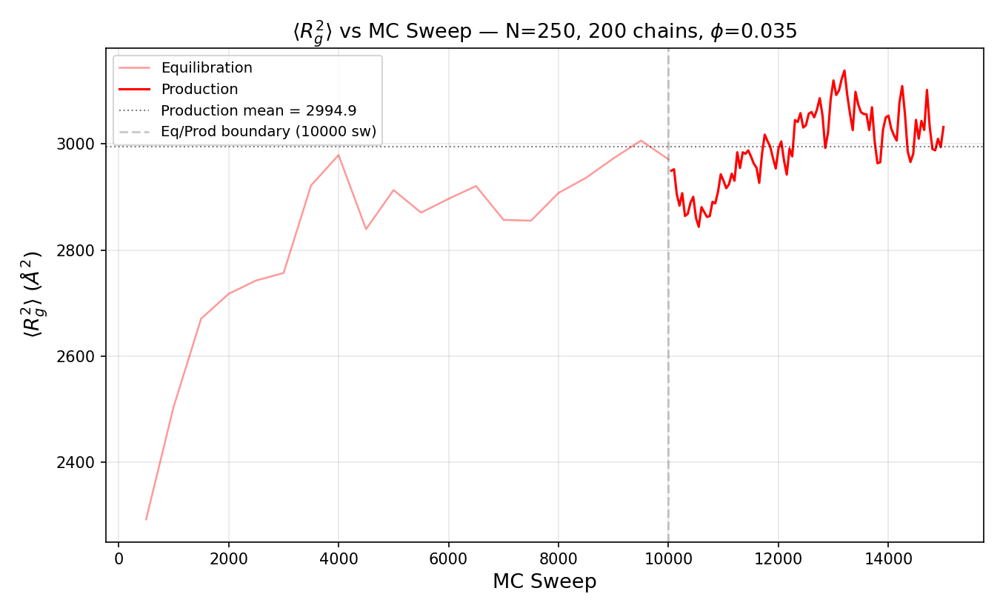 ⟨R_g^2⟩ vs MC Sweep — N=250, 200 chains, ϕ=0.035
Equilibration
Production
Production mean = 2994.9
Eq/Prod boundary (10000 sw)
⟨R_g^2⟩ (Å^2)
3000
2800
2600
2400
0 2000 4000 6000 8000 10000 12000 14000
MC Sweep